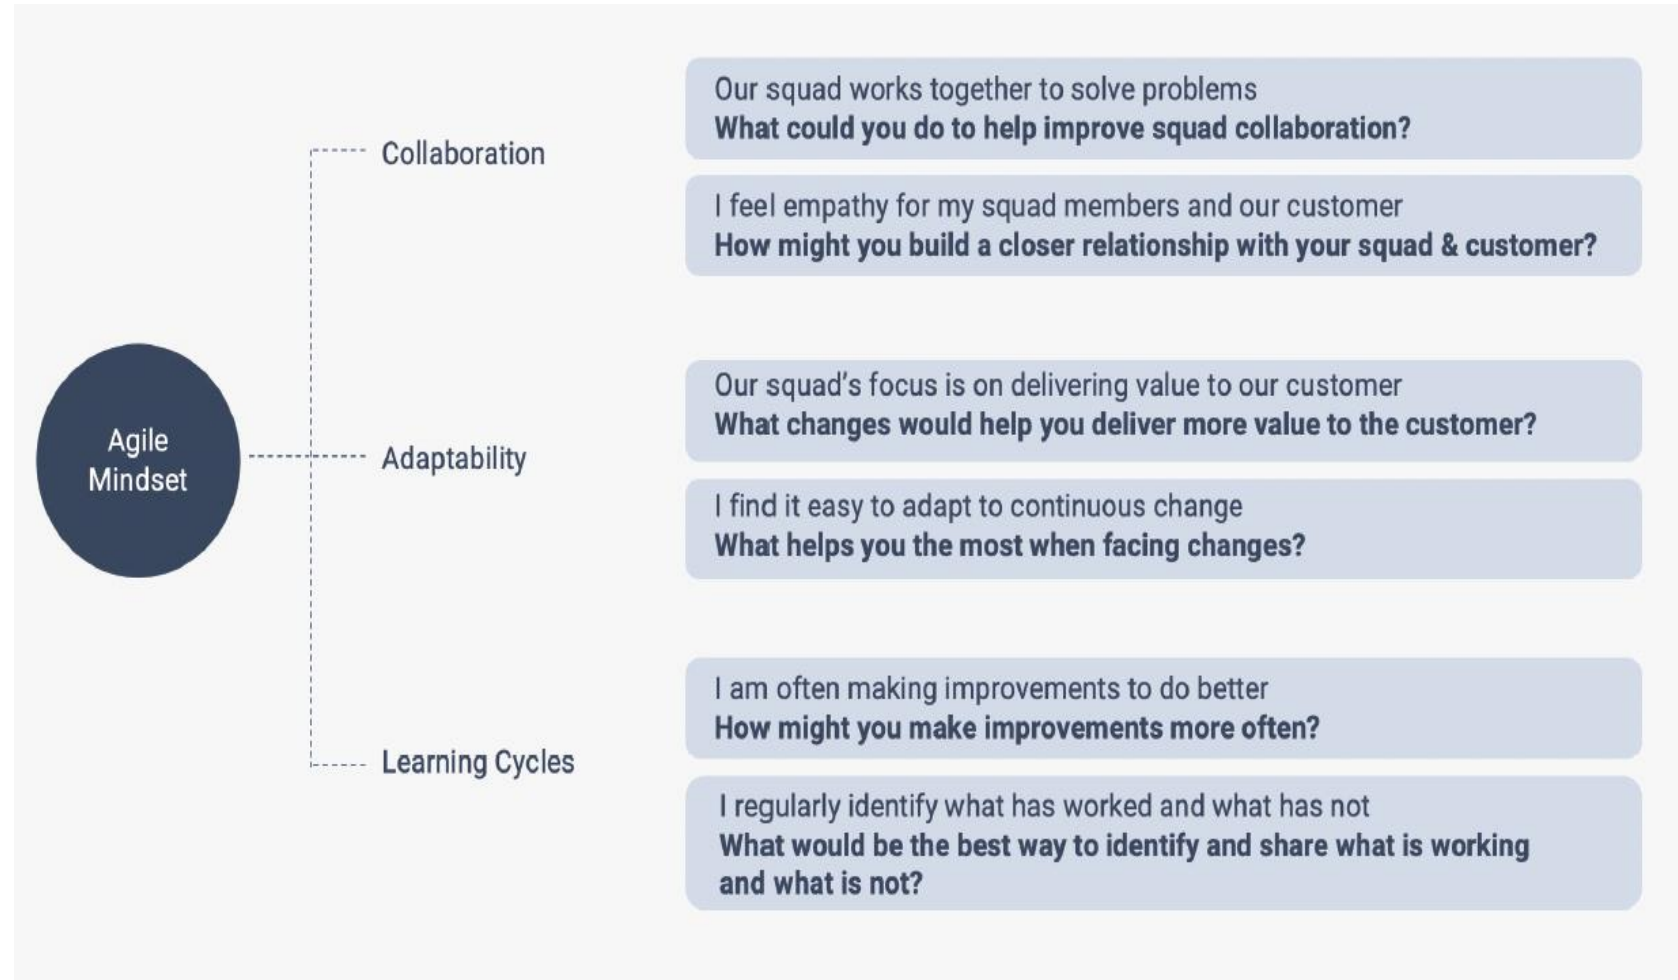 Agile
Mindset
Collaboration
Our squad works together to solve problems
What could you do to help improve squad collaboration?
I feel empathy for my squad members and our customer
How might you build a closer relationship with your squad & customer?
Adaptability
Our squad’s focus is on delivering value to our customer
What changes would help you deliver more value to the customer?
I find it easy to adapt to continuous change
What helps you the most when facing changes?
Learning Cycles
I am often making improvements to do better
How might you make improvements more often?
I regularly identify what has worked and what has not
What would be the best way to identify and share what is working
and what is not?